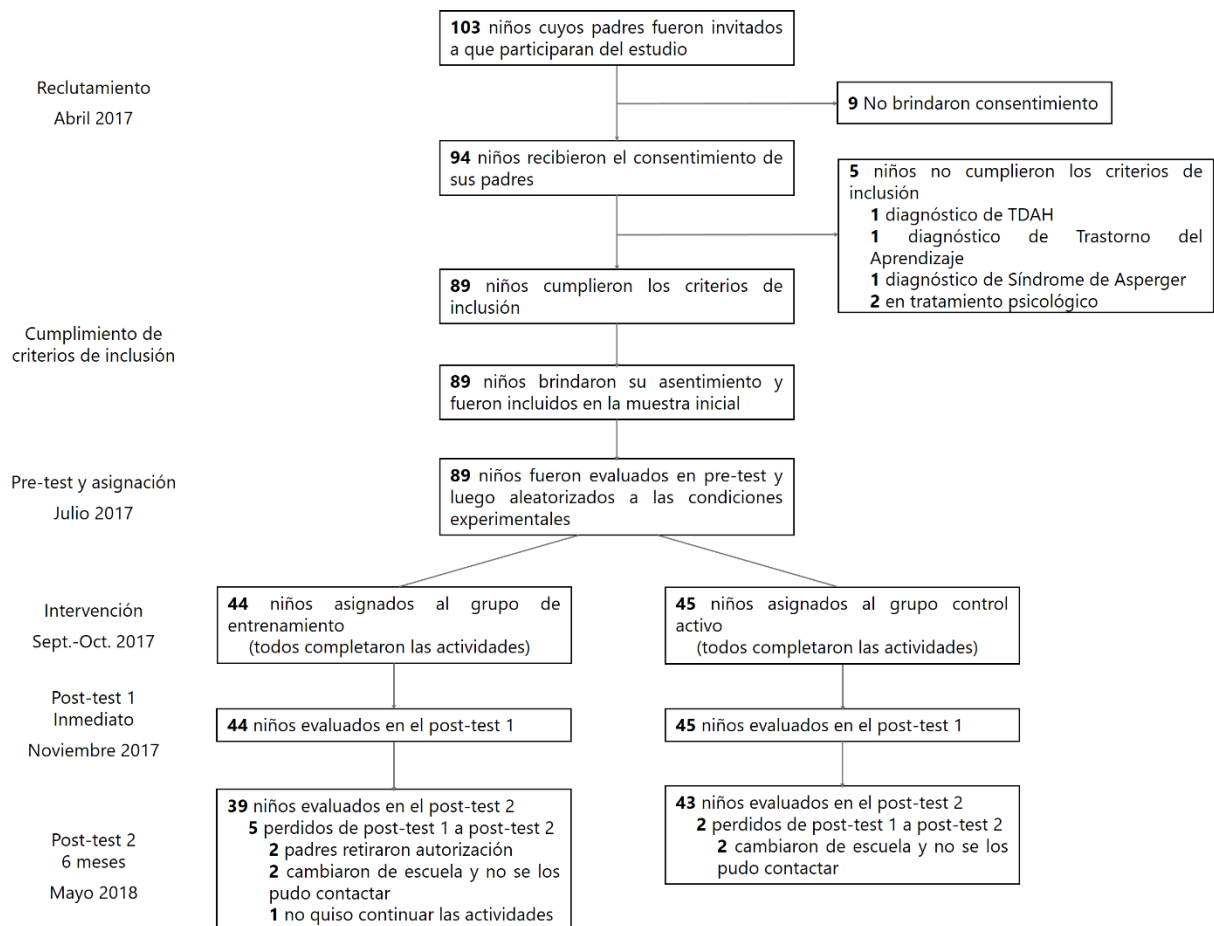 103 niños cuyos padres fueron invitados
a que participaran del estudio
Reclutamiento
Abril 2017
9 No brindaron consentimiento
94 niños recibieron el consentimiento de
sus padres
5 niños no cumplieron los criterios de
inclusión
1 diagnóstico de TDAH
1 diagnóstico de Trastorno del
Aprendizaje
1 diagnóstico de Síndrome de Asperger
2 en tratamiento psicológico
89 niños cumplieron los criterios de
inclusión
Cumplimiento de
criterios de inclusión
89 niños brindaron su asentimiento y
fueron incluidos en la muestra inicial
Pre-test y asignación
Julio 2017
89 niños fueron evaluados en pre-test y
luego aleatorizados a las condiciones
experimentales
Intervención
Sept.-Oct. 2017
44 niños asignados al grupo de
entrenamiento
(todos completaron las actividades)
45 niños asignados al grupo control
activo
(todos completaron las actividades)
Post-test 1
Inmediato
Noviembre 2017
44 niños evaluados en el post-test 1
45 niños evaluados en el post-test 1
Post-test 2
6 meses
Mayo 2018
39 niños evaluados en el post-test 2
5 perdidos de post-test 1 a post-test 2
2 padres retiraron autorización
2 cambiaron de escuela y no se los
pudo contactar
1 no quiso continuar las actividades
43 niños evaluados en el post-test 2
2 perdidos de post-test 1 a post-test 2
2 cambiaron de escuela y no se los
pudo contactar